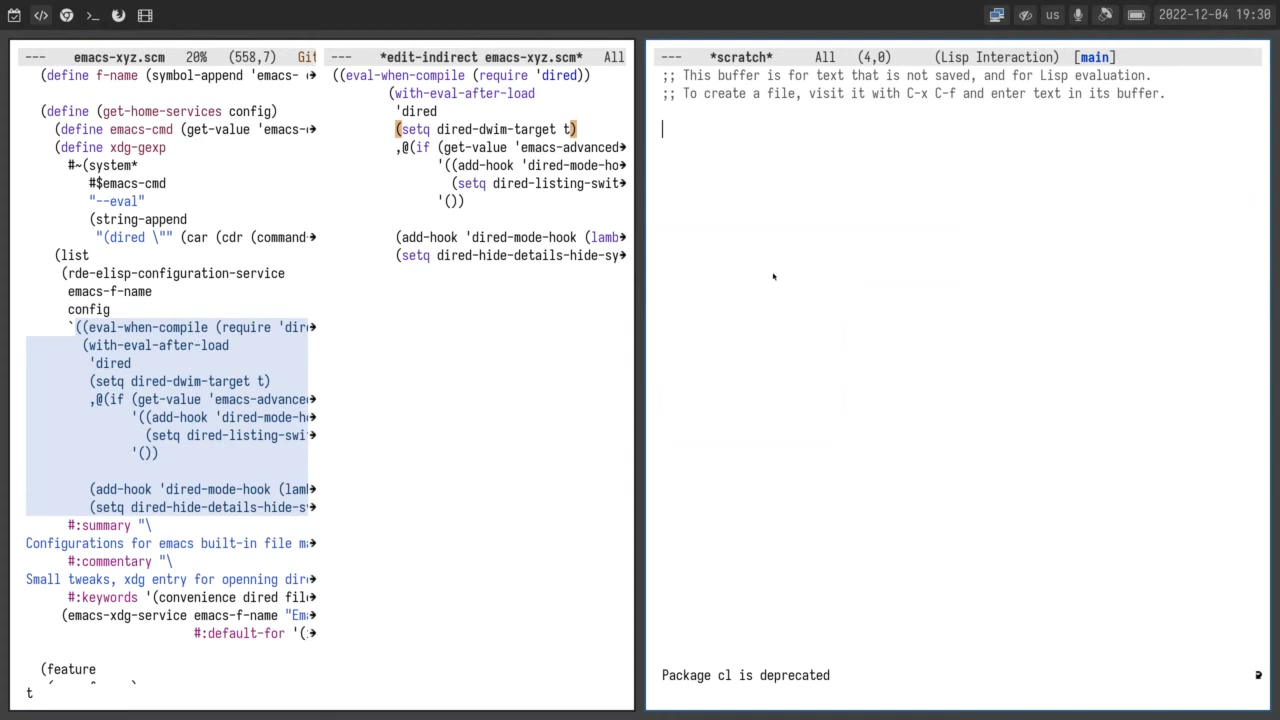 us 2022-12-04 19:30
--- emacs-xyz.scm 20% (558,7) Git
(define f-name (symbol-append 'emacs-
(define (get-home-services config)
(define emacs-cmd (get-value 'emacs-
(define xdg-gexp
#~(system*
#$emacs-cmd
"--eval"
(string-append
"(dired \"" (car (cdr (command-
(list
(rde-elisp-configuration-service
emacs-f-name
config
`((eval-when-compile (require 'dire
(with-eval-after-load
'dired
(setq dired-dwim-target t)
,@(if (get-value 'emacs-advanced
'((add-hook 'dired-mode-h
(setq dired-listing-swi
'())
(add-hook 'dired-mode-hook (lam
(setq dired-hide-details-hide-s
#:summary "\
Configurations for emacs built-in file m
#:commentary "\
Small tweaks, xdg entry for openning dir
#:keywords '(convenience dired fil
(emacs-xdg-service emacs-f-name "Em
#:default-for '(
(feature
t
--- *edit-indirect emacs-xyz.scm* All
((eval-when-compile (require 'dired))
(with-eval-after-load
'dired
(setq dired-dwim-target t)
,@(if (get-value 'emacs-advanced
'((add-hook 'dired-mode-ho
(setq dired-listing-swit
'())
(add-hook 'dired-mode-hook (lamb
(setq dired-hide-details-hide-sy
--- *scratch* All (4,0) (Lisp Interaction) [main]
;; This buffer is for text that is not saved, and for Lisp evaluation.
;; To create a file, visit it with C-x C-f and enter text in its buffer.
Package cl is deprecated